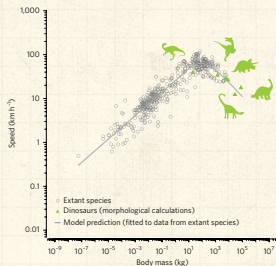 1,000
100
10
1
0.1
0.01
Speed (km h⁻¹)
Extant species
Dinosaurs (morphological calculations)
Model prediction (fitted to data from extant species)
10⁻⁹ 10⁻⁷ 10⁻⁵ 10⁻³ 10⁻¹ 10¹ 10³ 10⁵ 10⁷
Body mass (kg)